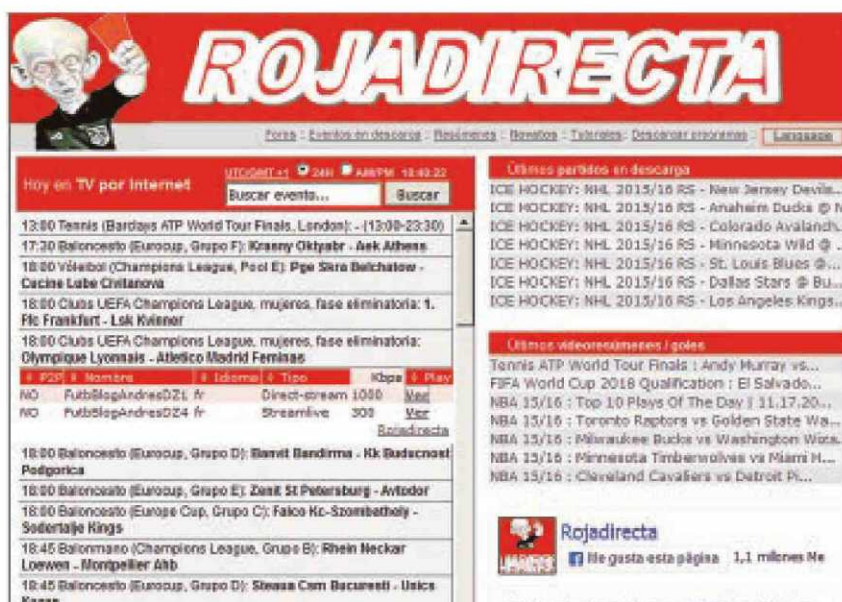 ROJADIRECTA
Foros :: Eventos en descarga :: Resúmenes :: Novatos :: Tutoriales :: Descargar programas :: Language
Hoy en TV por Internet
UTC/GMT+1 24H AM/PM
Buscar evento... Buscar
13:00 Tennis (Barclays ATP World Tour Finals, London): - (13:00-23:30)
17:30 Baloncesto (Eurocup, Grupo F): Krasny Oktyabr - Aek Athens
18:00 Vóleibol (Champions League, Pool E): Pge Skra Belchatow -
Cucine Lube Civitanova
18:00 Clubs UEFA Champions League, mujeres, fase eliminatoria: 1.
Ffc Frankfurt - Lsk Kvinner
18:00 Clubs UEFA Champions League, mujeres, fase eliminatoria:
Olympique Lyonnais - Atletico Madrid Feminas
P2P Nombre Idioma Tipo Kbps Play
NO FutbBlogAndresDZ1 fr Direct-stream 1000 Ver
NO FutbBlogAndresDZ4 fr Streamlive 300 Ver
Rojadirecta
18:00 Baloncesto (Eurocup, Grupo D): Banvit Bandirma - Kk Buducnost
Podgorica
18:00 Baloncesto (Eurocup, Grupo E): Zenit St Petersburg - Avtodor
18:00 Baloncesto (Europe Cup, Grupo C): Falco Kc-Szombathely -
Sodertalje Kings
18:45 Balonmano (Champions League, Grupo B): Rhein Neckar
Loewen - Montpellier Ahb
18:45 Baloncesto (Eurocup, Grupo D): Steaua Csm Bucuresti - Unics
Kazan
Últimos partidos en descarga
ICE HOCKEY: NHL 2015/16 RS - New Jersey Devils...
ICE HOCKEY: NHL 2015/16 RS - Anaheim Ducks @ N
ICE HOCKEY: NHL 2015/16 RS - Colorado Avalanch...
ICE HOCKEY: NHL 2015/16 RS - Minnesota Wild @ ...
ICE HOCKEY: NHL 2015/16 RS - St. Louis Blues @...
ICE HOCKEY: NHL 2015/16 RS - Dallas Stars @ Bu...
ICE HOCKEY: NHL 2015/16 RS - Los Angeles Kings...
Últimos videoresúmenes / goles
Tennis ATP World Tour Finals : Andy Murray vs...
FIFA World Cup 2018 Qualification : El Salvado...
NBA 15/16 : Top 10 Plays Of The Day | 11.17.20...
NBA 15/16 : Toronto Raptors vs Golden State Wa...
NBA 15/16 : Milwaukee Bucks vs Washington Wiza...
NBA 15/16 : Minnesota Timberwolves vs Miami H...
NBA 15/16 : Cleveland Cavaliers vs Detroit Pi...
Rojadirecta
Me gusta esta página 1,1 millones Me